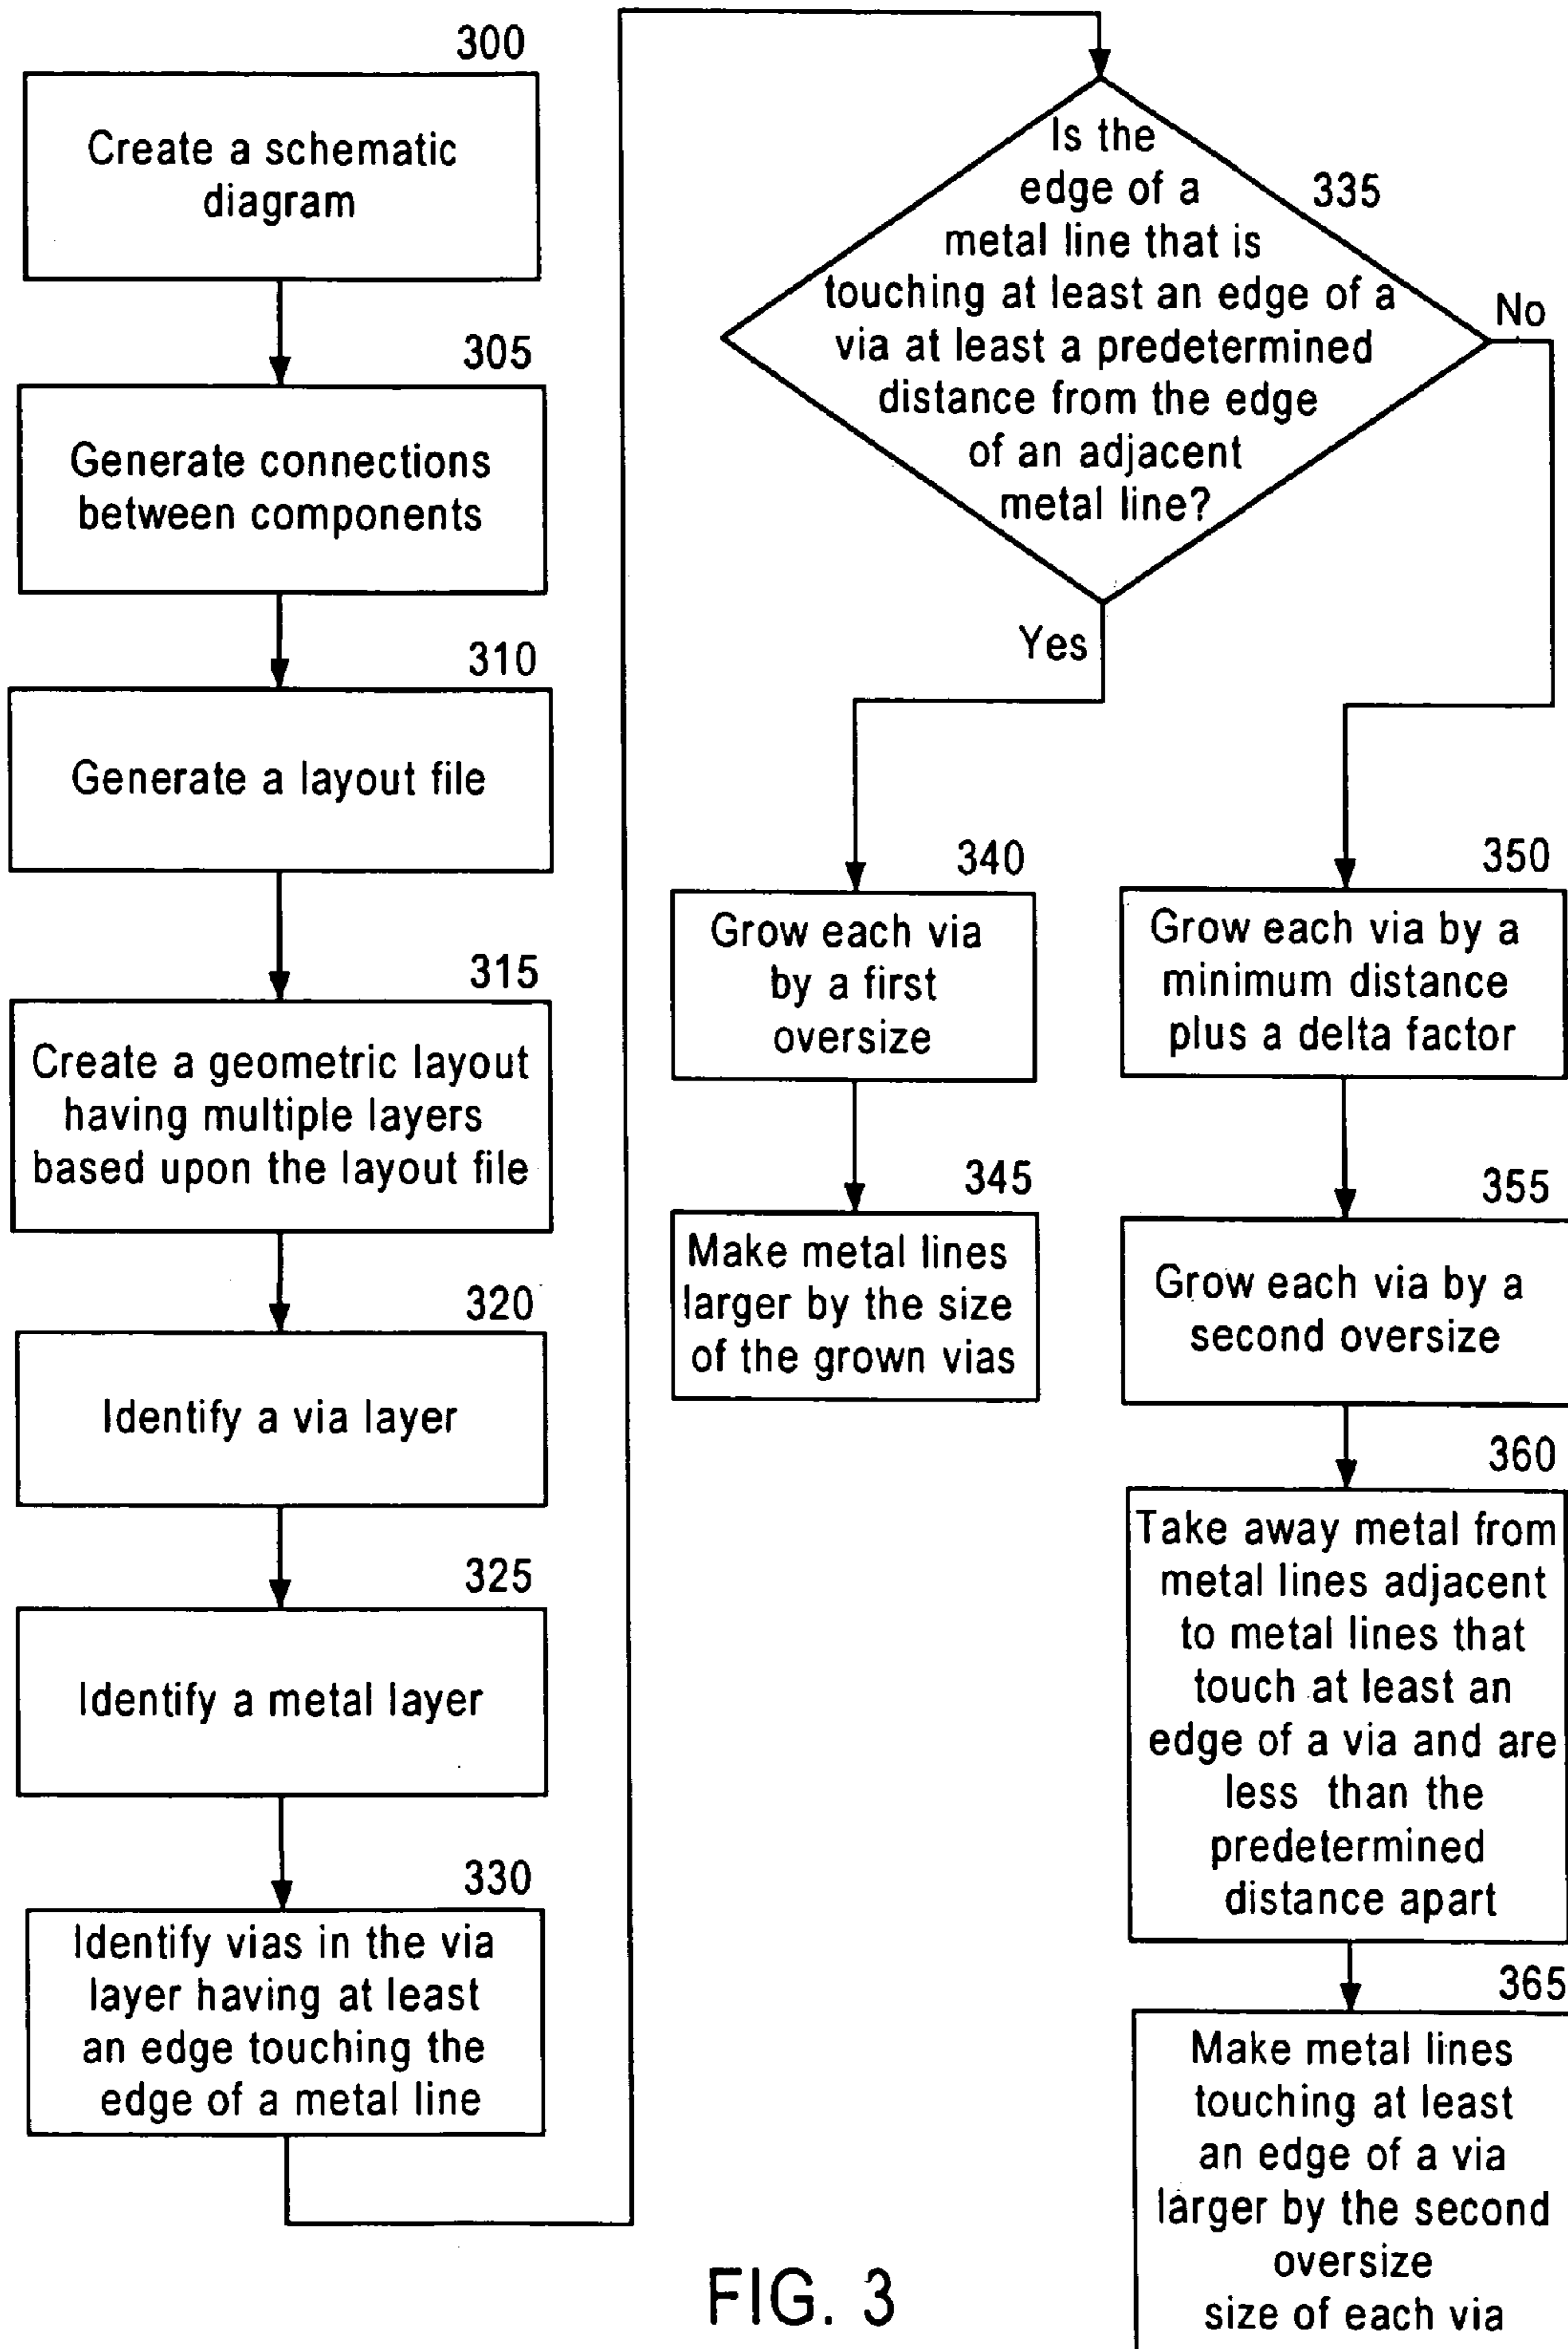 300
Create a schematic
diagram
305
Generate connections
between components
310
Generate a layout file
315
Create a geometric layout
having multiple layers
based upon the layout file
320
Identify a via layer
325
Identify a metal layer
330
Identify vias in the via
layer having at least
an edge touching the
edge of a metal line
335
Is the
edge of a
metal line that is
touching at least an edge of a
via at least a predetermined
distance from the edge
of an adjacent
metal line?
No
Yes
340
Grow each via
by a first
oversize
345
Make metal lines
larger by the size
of the grown vias
350
Grow each via by a
minimum distance
plus a delta factor
355
Grow each via by a
second oversize
360
Take away metal from
metal lines adjacent
to metal lines that
touch at least an
edge of a via and are
less than the
predetermined
distance apart
365
Make metal lines
touching at least
an edge of a via
larger by the second
oversize
size of each via
FIG. 3